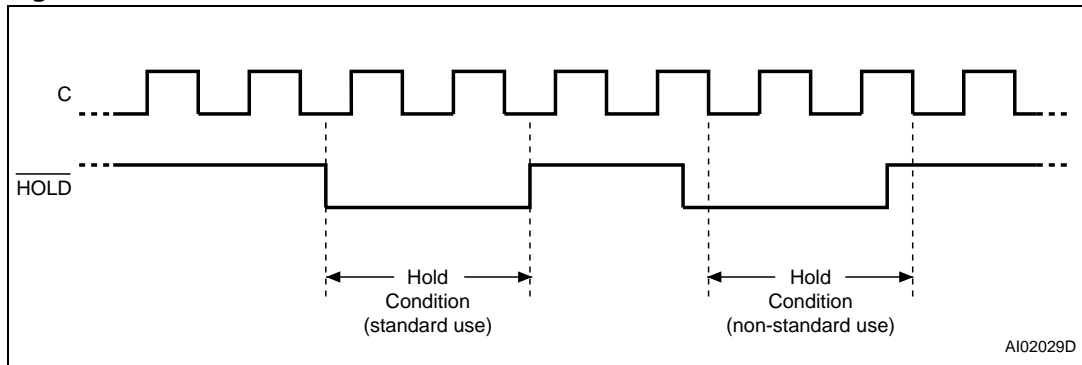 C
HOLD
Hold
Condition
(standard use)
Hold
Condition
(non-standard use)
AI02029D